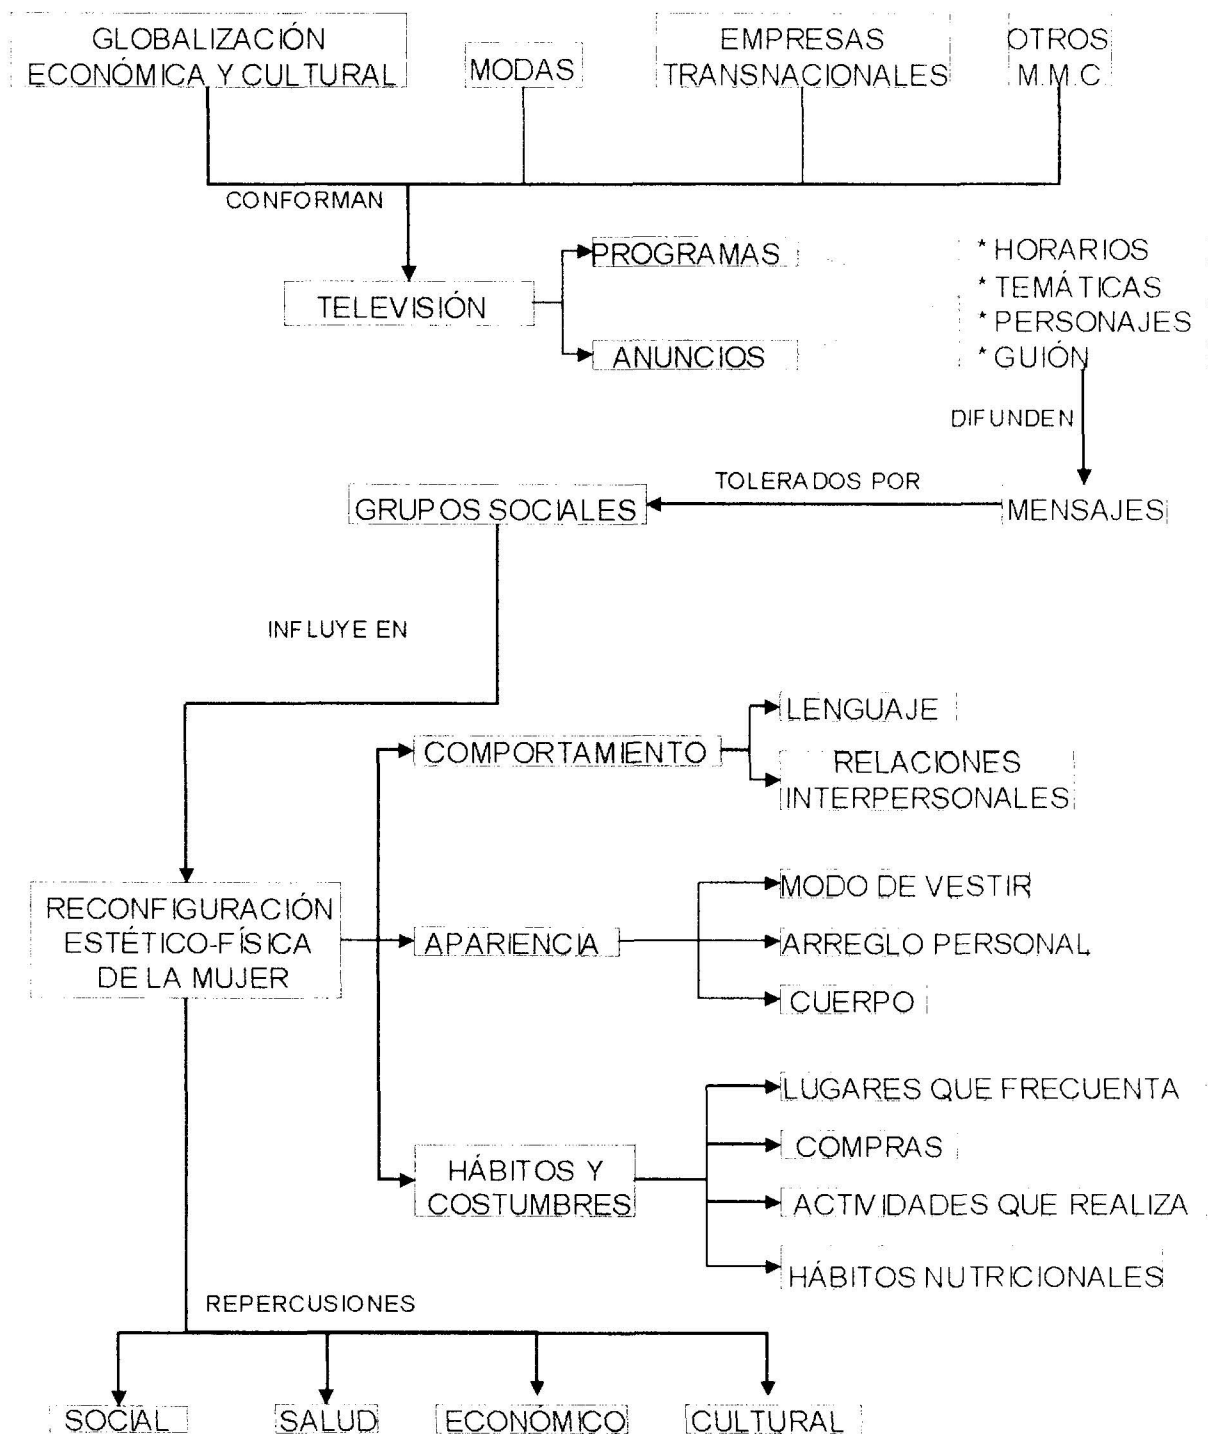 GLOBALIZACIÓN
ECONÓMICA Y CULTURAL
MODAS
EMPRESAS
TRANSNACIONALES
OTROS
M.M.C
CONFORMAN
TELEVISIÓN
PROGRAMAS
ANUNCIOS
* HORARIOS
* TEMÁTICAS
* PERSONAJES
* GUIÓN
DIFUNDEN
MENSAJES
TOLERADOS POR
GRUPOS SOCIALES
INFLUYE EN
RECONFIGURACIÓN
ESTÉTICO-FÍSICA
DE LA MUJER
COMPORTAMIENTO
LENGUAJE
RELACIONES
INTERPERSONALES
APARIENCIA
MODO DE VESTIR
ARREGLO PERSONAL
CUERPO
HÁBITOS Y
COSTUMBRES
LUGARES QUE FRECUENTA
COMPRAS
ACTIVIDADES QUE REALIZA
HÁBITOS NUTRICIONALES
REPERCUSIONES
SOCIAL
SALUD
ECONÓMICO
CULTURAL